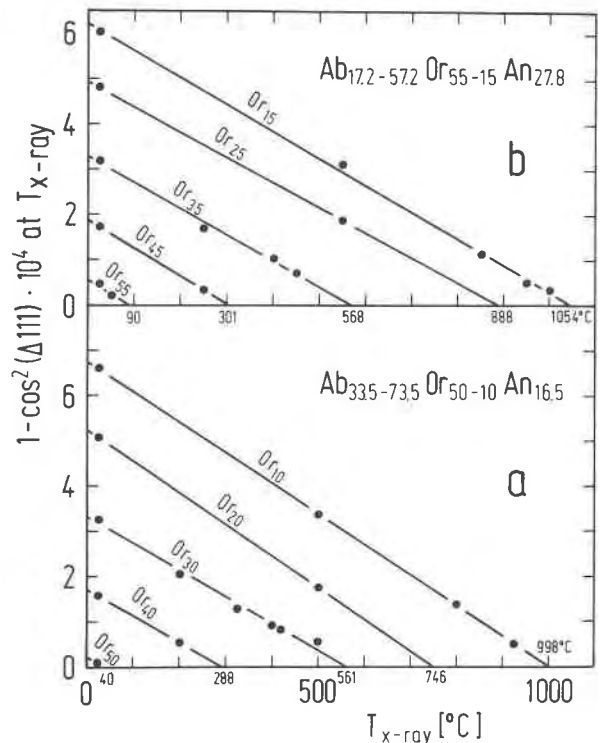 1-cos²(Δ111)·10⁴ at Tx-ray
6
4
2
0
Ab17.2-57.2 Or55-15 An27.8
b
Or15
Or25
Or35
Or45
Or55
90
301
568
888
1054°C
6
4
2
0
Ab33.5-73.5 Or50-10 An16.5
a
Or10
Or20
Or30
Or40
Or50
998°C
0
40
288
500
561
746
1000
Tx-ray [°C]